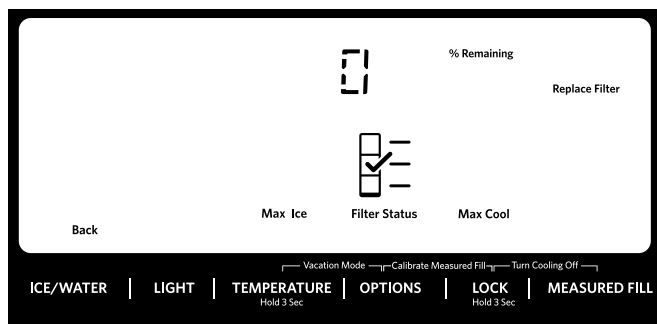 0
% Remaining
Replace Filter
Max Ice Filter Status Max Cool
Back
Vacation Mode Calibrate Measured Fill Turn Cooling Off
ICE/WATER LIGHT TEMPERATURE OPTIONS LOCK MEASURED FILL
Hold 3 Sec Hold 3 Sec